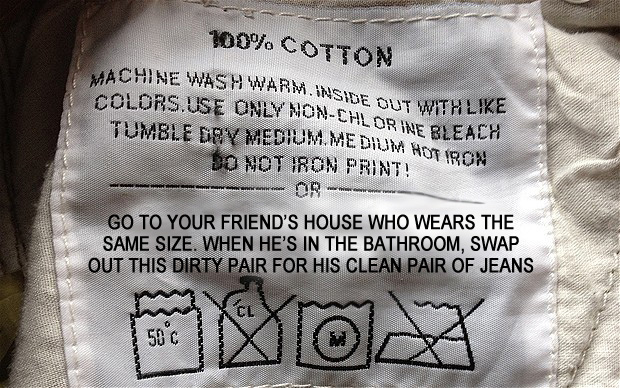 100% COTTON
MACHINE WASH WARM. INSIDE OUT WITH LIKE
COLORS. USE ONLY NON-CHLORINE BLEACH
TUMBLE DRY MEDIUM. MEDIUM HOT IRON
DO NOT IRON PRINT!
OR
GO TO YOUR FRIEND'S HOUSE WHO WEARS THE
SAME SIZE. WHEN HE'S IN THE BATHROOM, SWAP
OUT THIS DIRTY PAIR FOR HIS CLEAN PAIR OF JEANS
50°C CL M